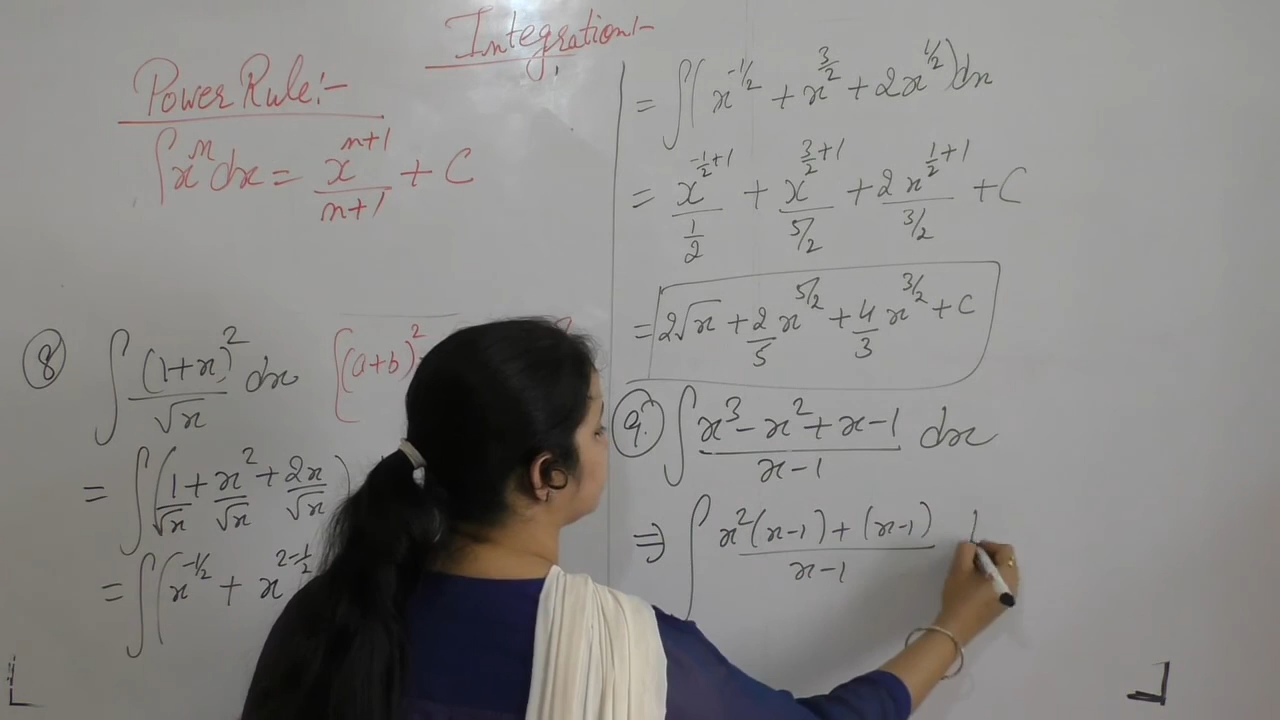 Integration:-
Power Rule:-
∫xⁿ dx = xⁿ⁺¹/(n+1) + C
⑧ ∫ (1+x)²/√x dx {(a+b)²
= ∫(1/√x + x²/√x + 2x/√x)
= ∫(x^(-1/2) + x^(2-1/2)
= ∫(x^(-1/2) + x^(3/2) + 2x^(1/2))dx
= x^(-1/2+1)/(1/2) + x^(3/2+1)/(5/2) + 2x^(1/2+1)/(3/2) + C
= 2√x + 2/5 x^(5/2) + 4/3 x^(3/2) + C
9. ∫ (x³-x²+x-1)/(x-1) dx
⇒ ∫ (x²(x-1)+(x-1))/(x-1)